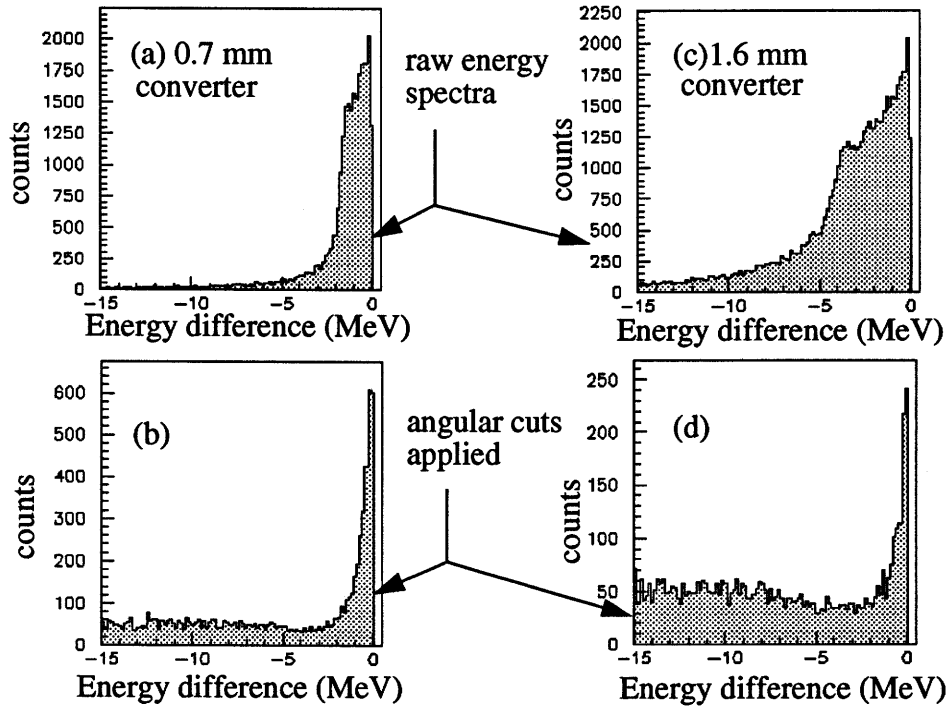 (a) 0.7 mm
converter
2000
1750
1500
1250
1000
750
500
250
0
counts
−15
−10
−5
0
Energy difference (MeV)
raw energy
spectra
(c)1.6 mm
converter
2250
2000
1750
1500
1250
1000
750
500
250
0
counts
−15
−10
−5
0
Energy difference (MeV)
(b)
600
500
400
300
200
100
0
counts
−15
−10
−5
0
Energy difference (MeV)
angular cuts
applied
(d)
250
200
150
100
50
0
counts
−15
−10
−5
0
Energy difference (MeV)